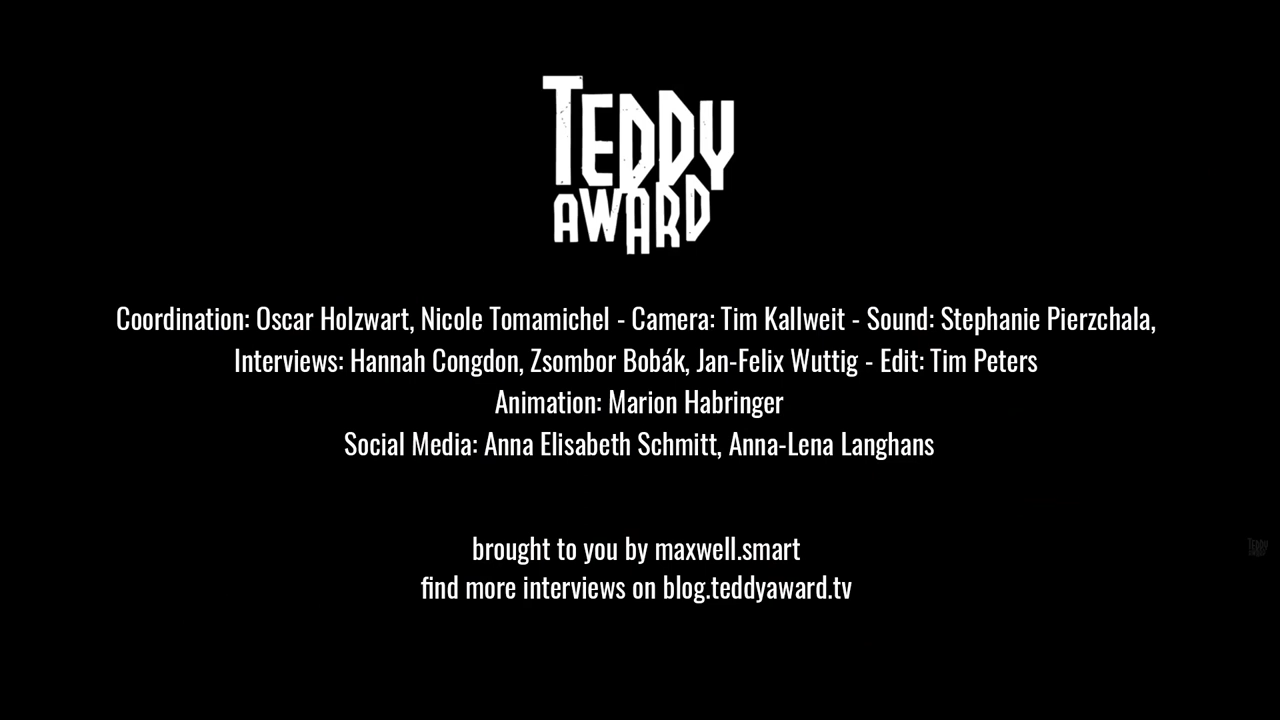 TEDDY
AWARD
Coordination: Oscar Holzwart, Nicole Tomamichel - Camera: Tim Kallweit - Sound: Stephanie Pierzchala,
Interviews: Hannah Congdon, Zsombor Bobák, Jan-Felix Wuttig - Edit: Tim Peters
Animation: Marion Habringer
Social Media: Anna Elisabeth Schmitt, Anna-Lena Langhans
brought to you by maxwell.smart
find more interviews on blog.teddyaward.tv
TEDDY
AWARD